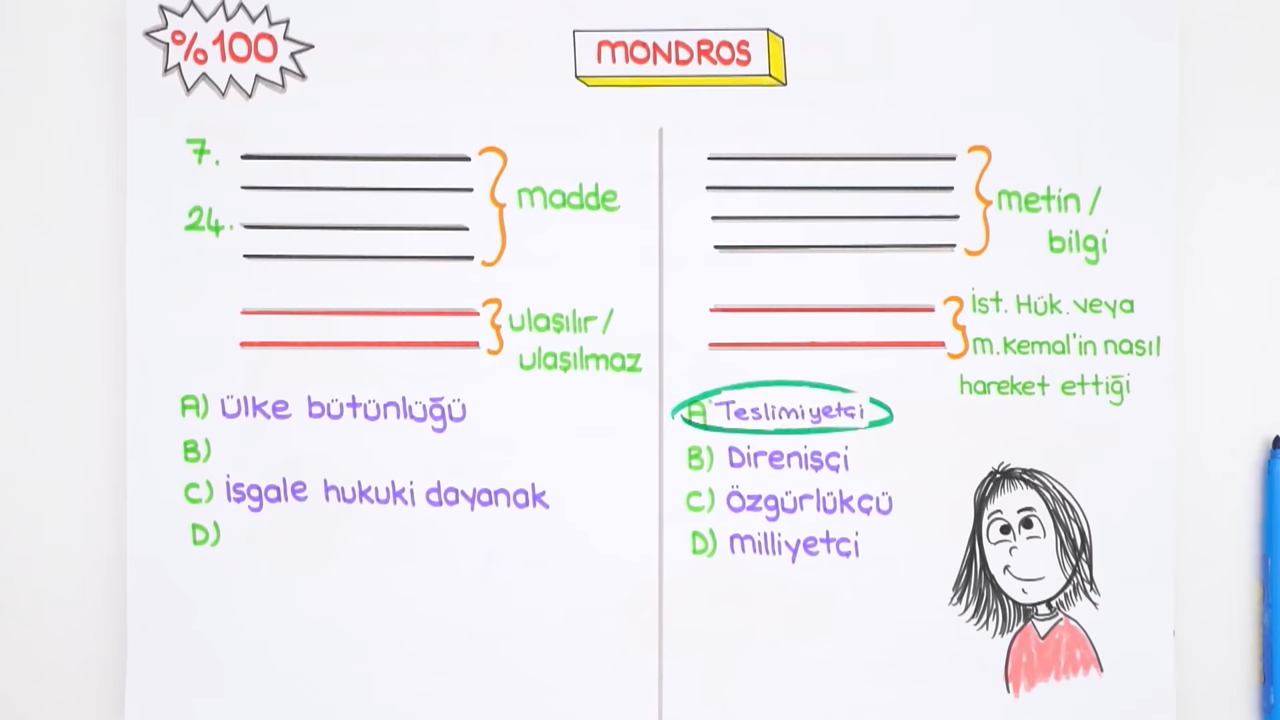 %100
MONDROS
7.
24.
madde
ulaşılır /
ulaşılmaz
A) ülke bütünlüğü
B)
C) işgale hukuki dayanak
D)
metin /
bilgi
İst. Hük. veya
m.Kemal'in nasıl
hareket ettiği
A) Teslimiyetçi
B) Direnişçi
C) Özgürlükçü
D) milliyetçi